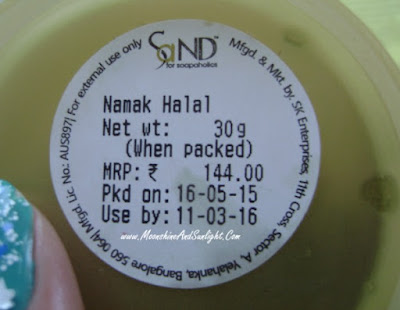 SaND™
for soapaholics
Namak Halal
Net wt: 30g
(When packed)
MRP: ₹ 144.00
Pkd on: 16-05-15
Use by: 11-03-16
Mfgd. & Mkt. by: SK Enterprises, 11th Cross, Sector A, Yelahanka, Bangalore 560 064| Mfgd. Lic No.: AUS897| For external use only
www.MoonshineAndSunlight.Com